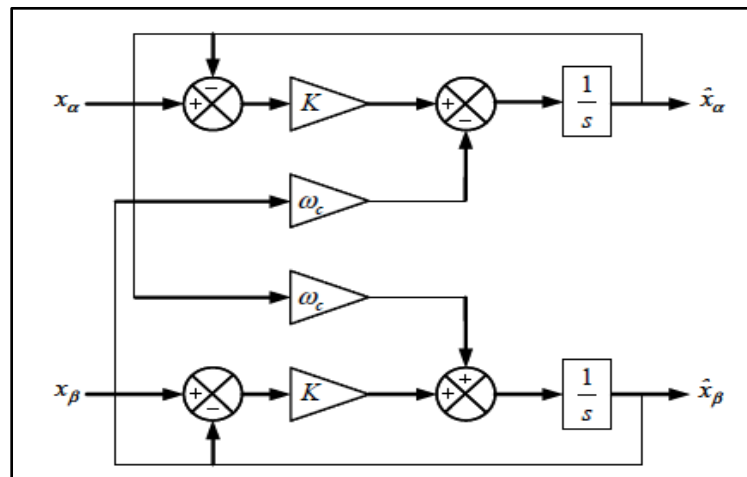 −
x_α + K + − 1/s x̂_α
ω_c
ω_c
+
x_β + − K + 1/s x̂_β